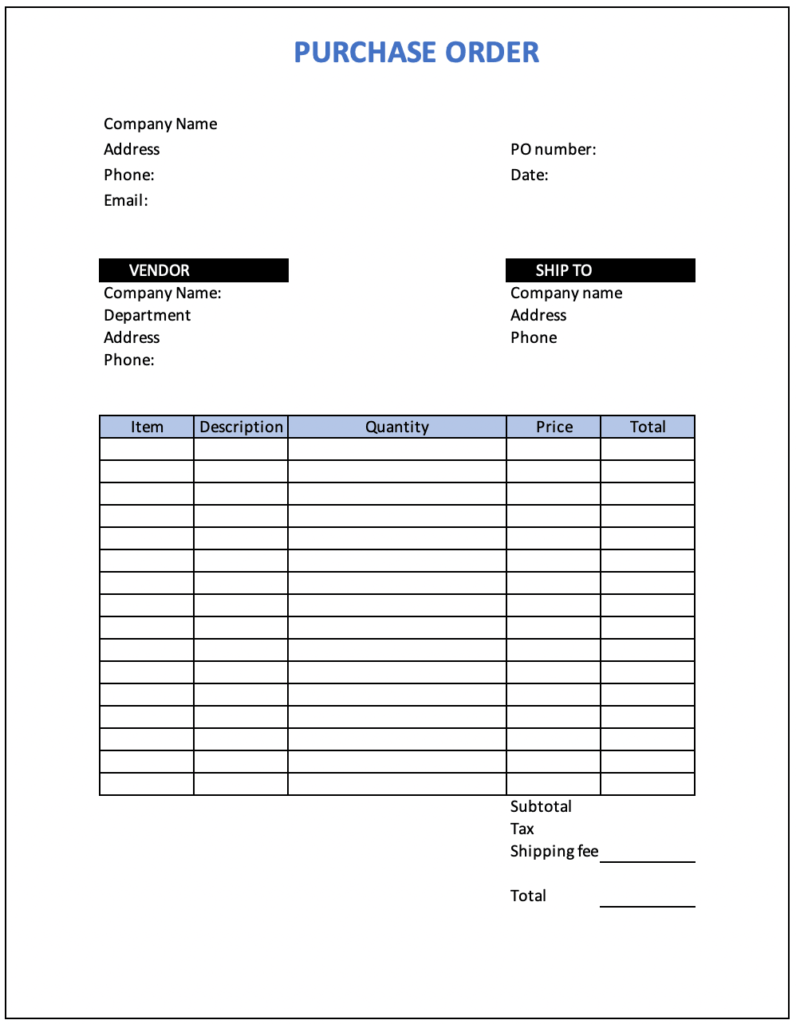 PURCHASE ORDER
Company Name
Address
PO number:
Phone:
Date:
Email:
VENDOR
SHIP TO
Company Name:
Company name
Department
Address
Address
Phone
Phone:
Item Description Quantity Price Total
Subtotal
Tax
Shipping fee
Total